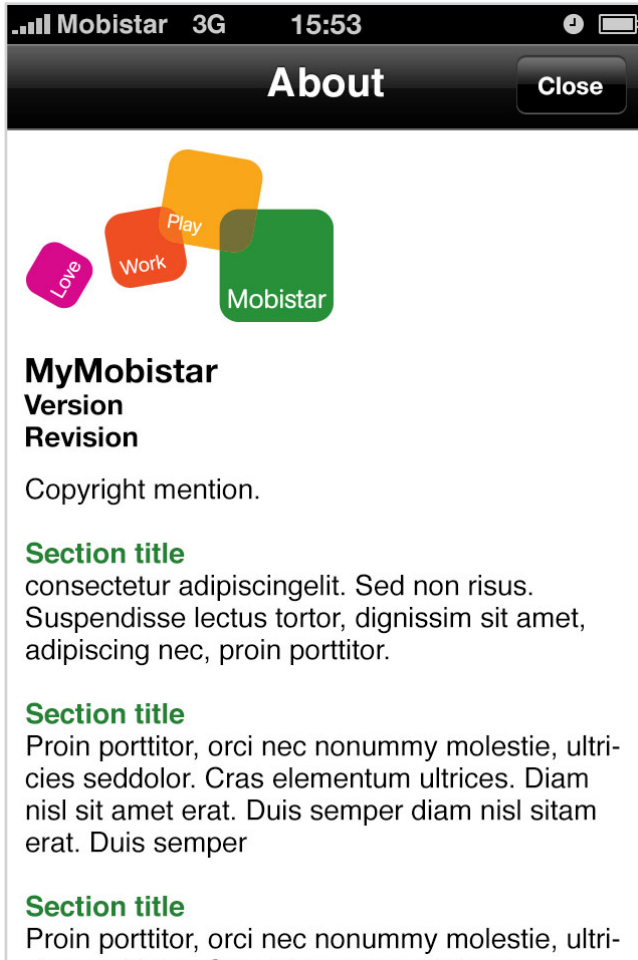 Mobistar 3G 15:53
About
Close
Play
Love
Work
Mobistar
MyMobistar
Version
Revision
Copyright mention.
Section title
consectetur adipiscingelit. Sed non risus.
Suspendisse lectus tortor, dignissim sit amet,
adipiscing nec, proin porttitor.
Section title
Proin porttitor, orci nec nonummy molestie, ultri-
cies seddolor. Cras elementum ultrices. Diam
nisl sit amet erat. Duis semper diam nisl sitam
erat. Duis semper
Section title
Proin porttitor, orci nec nonummy molestie, ultri-